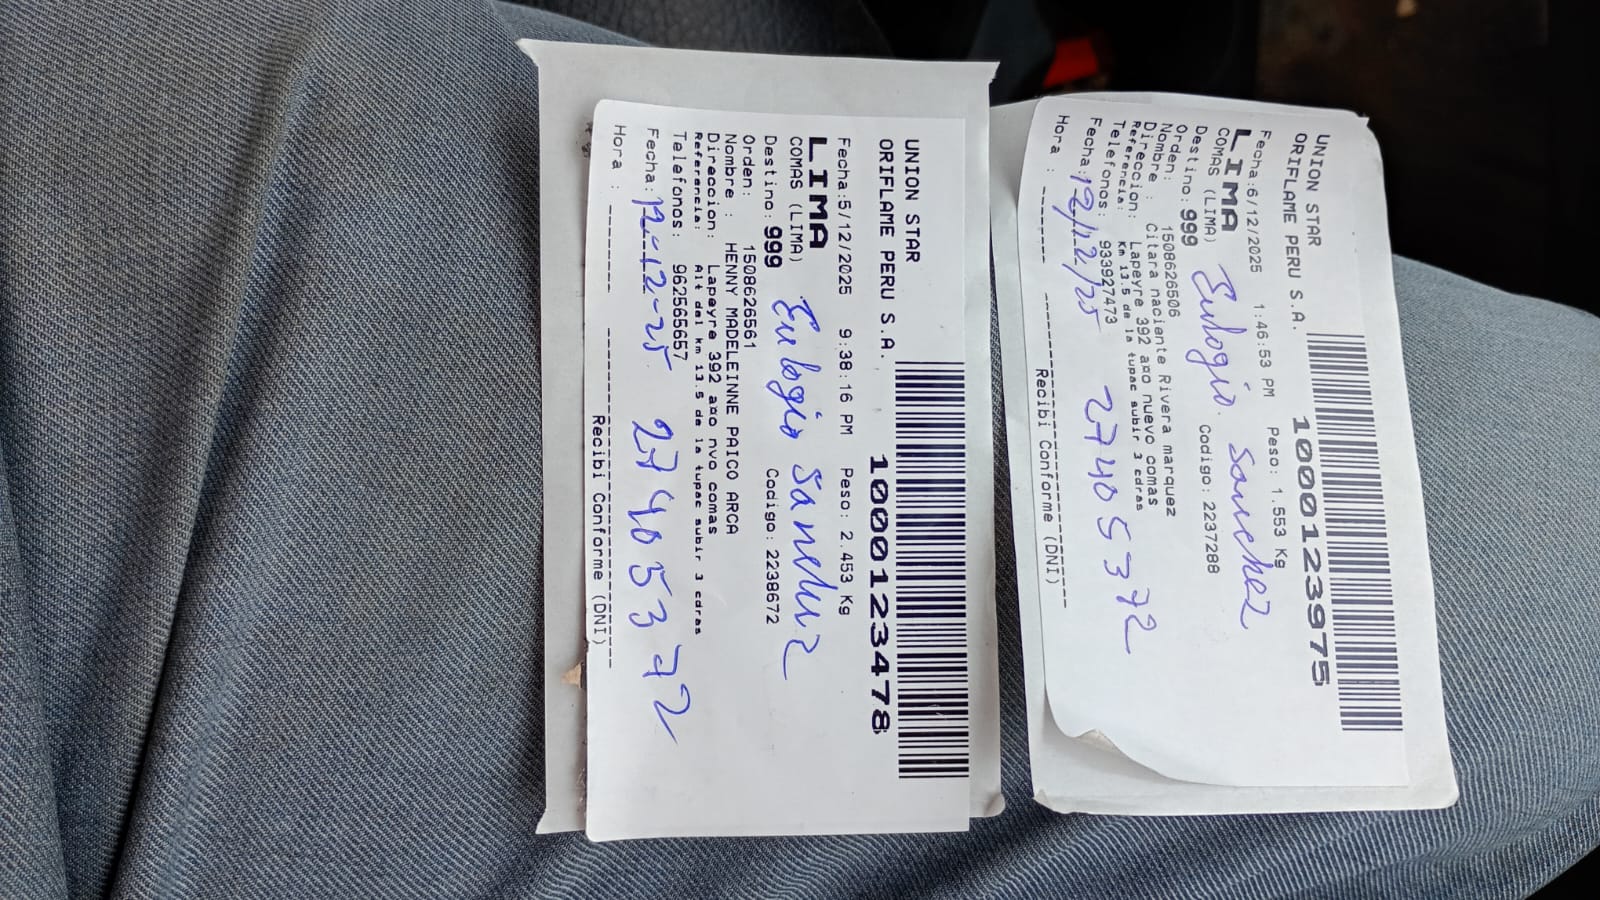 UNION STAR
ORIFLAME PERU S.A.
1000123975
Fecha:6/12/2025 1:46:53 PM Peso: 1.553 Kg
LIMA
COMAS (LIMA)
Eulogio Sanchez
Destino: 999 Codigo: 2237288
Orden: 1508626506
Nombre : Citara naciente Rivera marquez
Direccion: Lapeyre 392 aπo nuevo comas
Referencia: Km 13.5 de la tupac subir 3 cdras
Telefonos: 933927473
Fecha: 12/12/25 27405372
Hora :
Recibi Conforme (DNI)
UNION STAR
ORIFLAME PERU S.A.
1000123478
Fecha:5/12/2025 9:38:16 PM Peso: 2.453 Kg
LIMA
COMAS (LIMA)
Eulogio Sanchez
Destino: 999 Codigo: 2238672
Orden: 1508626561
Nombre : HENNY MADELEINNE PAICO ARCA
Direccion: Lapeyre 392 aπo nvo comas
Referencia: Alt del km 13.5 de la tupac subir 3 cdras
Telefonos: 962565657
Fecha: 12-12-25 27405372
Hora :
Recibi Conforme (DNI)